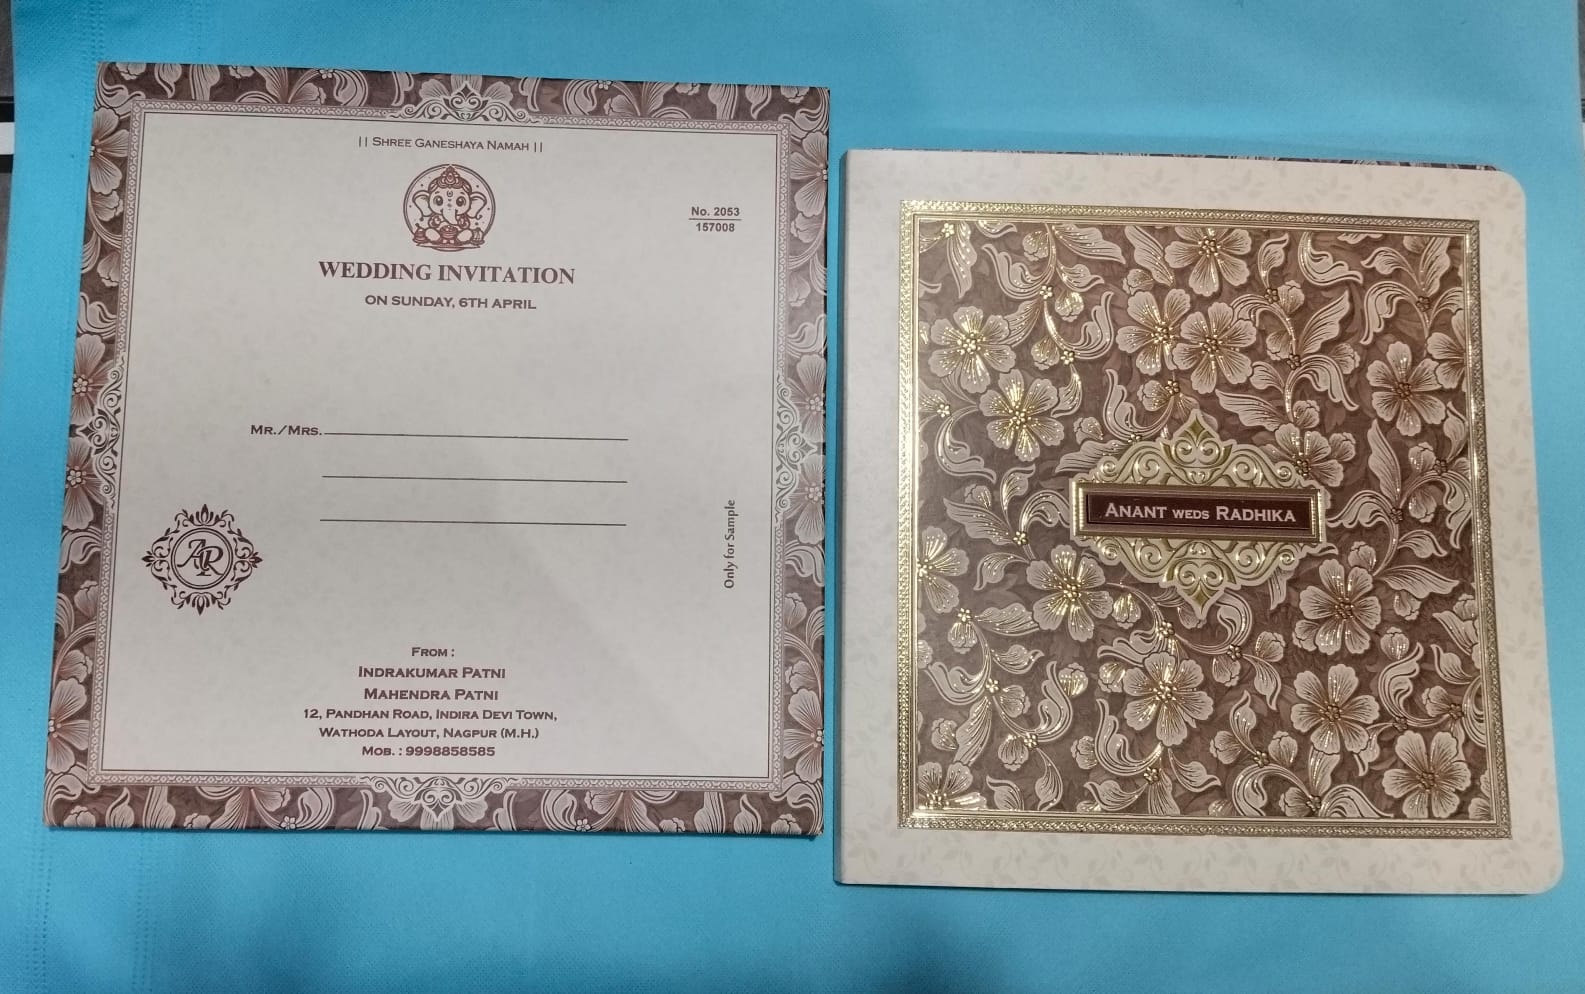 || Shree Ganeshaya Namah ||
No. 2053
157008
WEDDING INVITATION
ON SUNDAY, 6TH APRIL
Mr./Mrs.
AR
Only for Sample
From :
Indrakumar Patni
Mahendra Patni
12, Pandhan Road, Indira Devi Town,
Wathoda Layout, Nagpur (M.H.)
Mob. : 9998858585
Anant weds Radhika